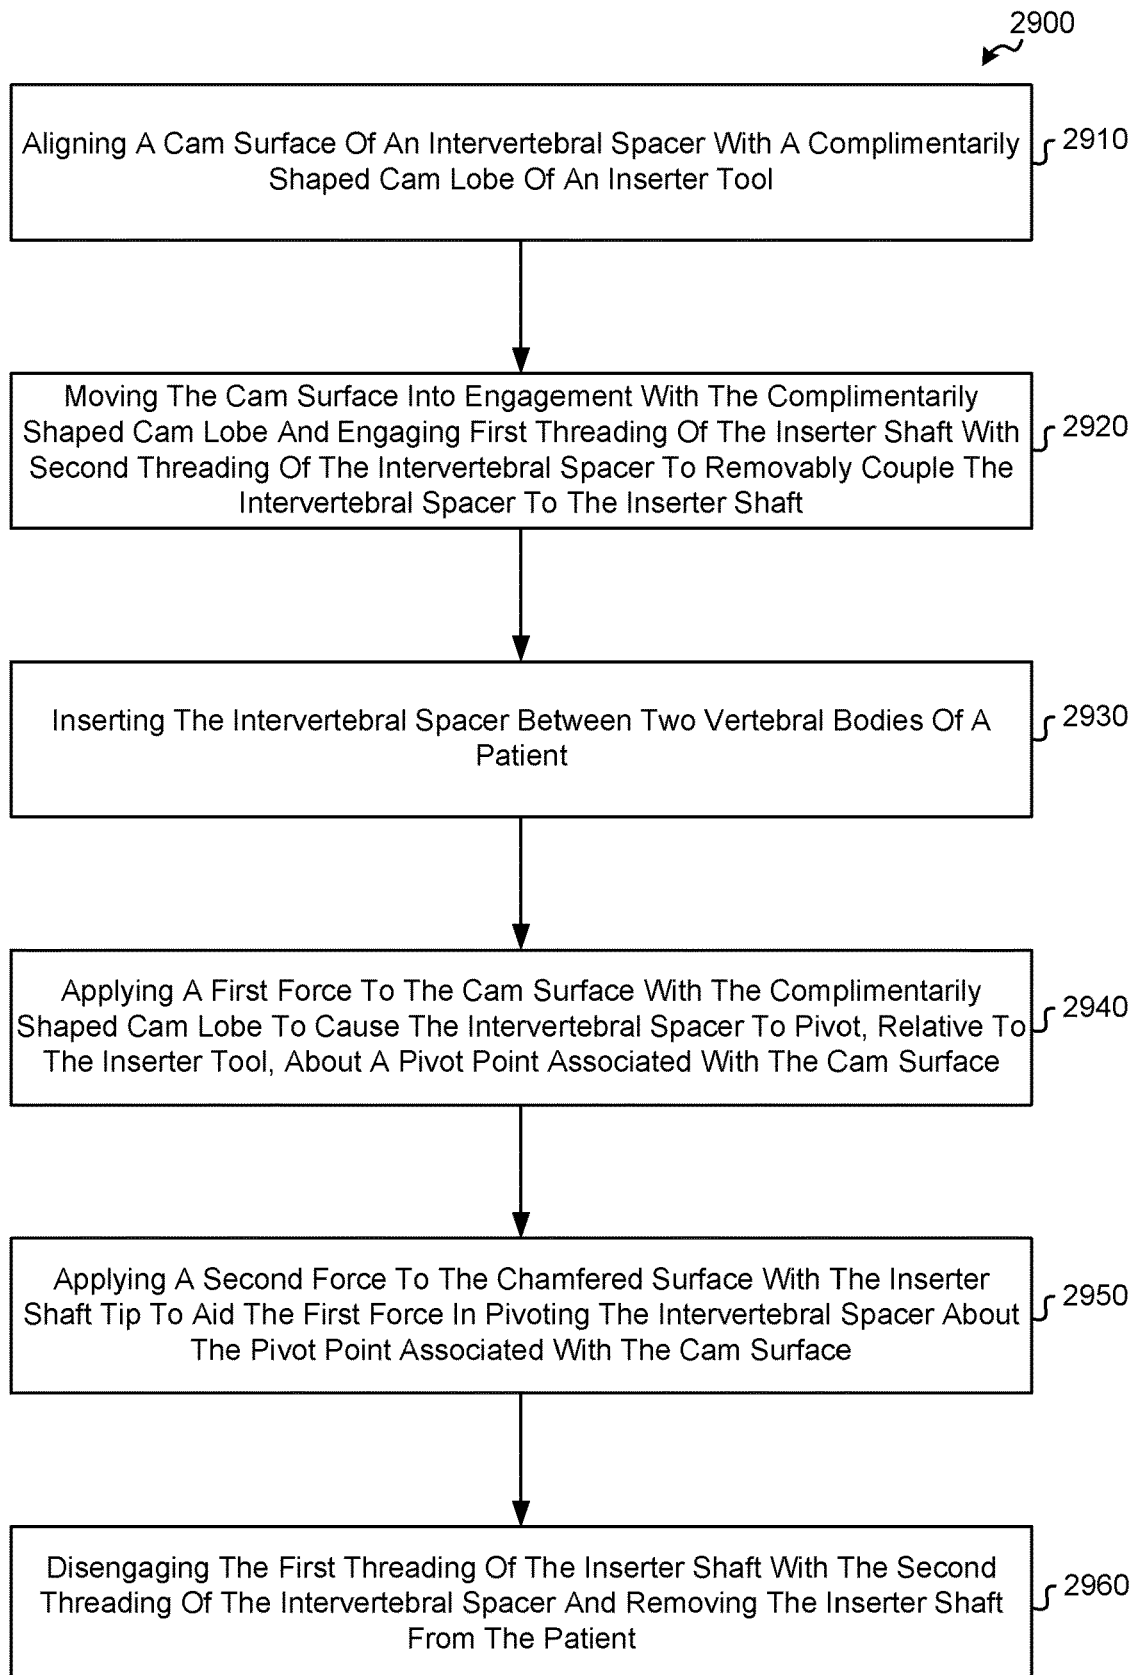 2900
Aligning A Cam Surface Of An Intervertebral Spacer With A Complimentarily
Shaped Cam Lobe Of An Inserter Tool
2910
Moving The Cam Surface Into Engagement With The Complimentarily
Shaped Cam Lobe And Engaging First Threading Of The Inserter Shaft With
Second Threading Of The Intervertebral Spacer To Removably Couple The
Intervertebral Spacer To The Inserter Shaft
2920
Inserting The Intervertebral Spacer Between Two Vertebral Bodies Of A
Patient
2930
Applying A First Force To The Cam Surface With The Complimentarily
Shaped Cam Lobe To Cause The Intervertebral Spacer To Pivot, Relative To
The Inserter Tool, About A Pivot Point Associated With The Cam Surface
2940
Applying A Second Force To The Chamfered Surface With The Inserter
Shaft Tip To Aid The First Force In Pivoting The Intervertebral Spacer About
The Pivot Point Associated With The Cam Surface
2950
Disengaging The First Threading Of The Inserter Shaft With The Second
Threading Of The Intervertebral Spacer And Removing The Inserter Shaft
From The Patient
2960